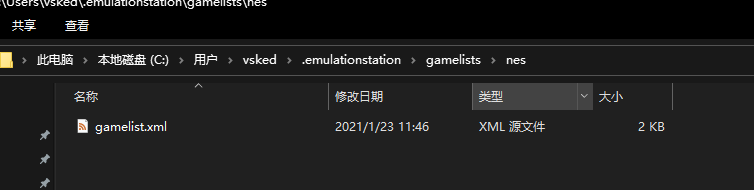 :\Users\vsked\.emulationstation\gamelists\nes
共享 查看
此电脑 > 本地磁盘 (C:) > 用户 > vsked > .emulationstation > gamelists > nes
名称 修改日期 类型 大小
gamelist.xml 2021/1/23 11:46 XML 源文件 2 KB